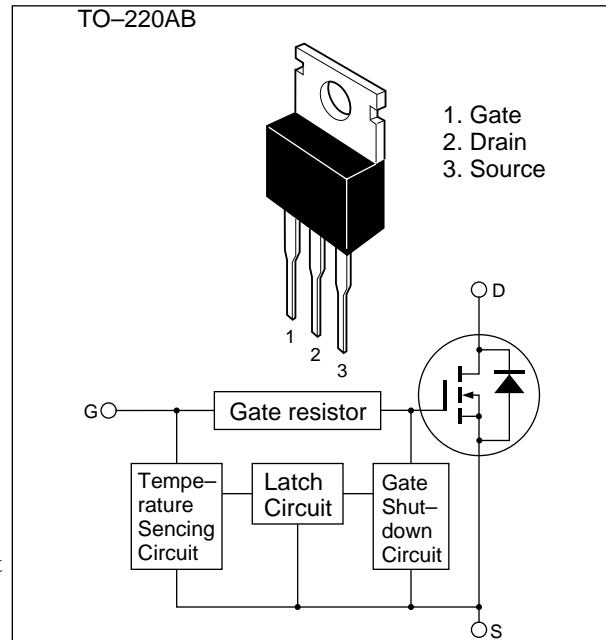 TO–220AB
1. Gate
2. Drain
3. Source
1
2
3
D
G
Gate resistor
Tempe–
rature
Sencing
Circuit
Latch
Circuit
Gate
Shut–
down
Circuit
S